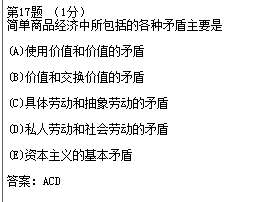 第17题 （1分）
简单商品经济中所包括的各种矛盾主要是
(A)使用价值和价值的矛盾
(B)价值和交换价值的矛盾
(C)具体劳动和抽象劳动的矛盾
(D)私人劳动和社会劳动的矛盾
(E)资本主义的基本矛盾
答案：ACD